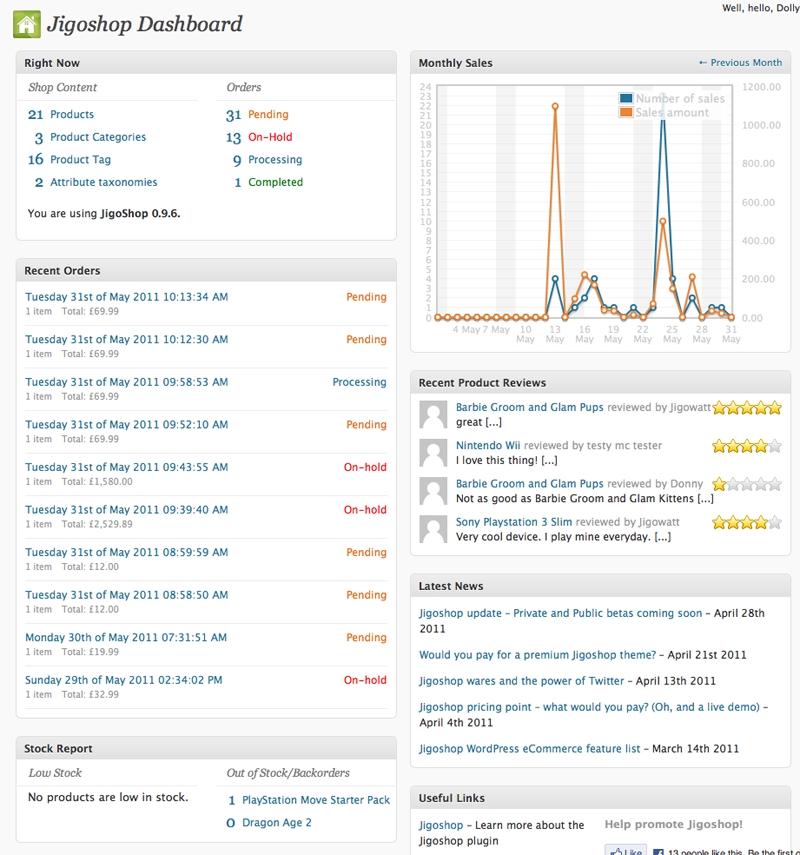 Well, hello, Dolly
Jigoshop Dashboard
Right Now
Shop Content
21 Products
3 Product Categories
16 Product Tag
2 Attribute taxonomies
Orders
31 Pending
13 On-Hold
9 Processing
1 Completed
You are using JigoShop 0.9.6.
Recent Orders
Tuesday 31st of May 2011 10:13:34 AM Pending
1 item Total: £69.99
Tuesday 31st of May 2011 10:12:30 AM Pending
1 item Total: £69.99
Tuesday 31st of May 2011 09:58:53 AM Processing
1 item Total: £69.99
Tuesday 31st of May 2011 09:52:10 AM Pending
1 item Total: £69.99
Tuesday 31st of May 2011 09:43:55 AM On-hold
1 item Total: £1,580.00
Tuesday 31st of May 2011 09:39:40 AM On-hold
1 item Total: £2,529.89
Tuesday 31st of May 2011 08:59:59 AM Pending
1 item Total: £12.00
Tuesday 31st of May 2011 08:58:50 AM Pending
1 item Total: £12.00
Monday 30th of May 2011 07:31:51 AM Pending
1 item Total: £19.99
Sunday 29th of May 2011 02:34:02 PM On-hold
1 item Total: £32.99
Stock Report
Low Stock
No products are low in stock.
Out of Stock/Backorders
1 PlayStation Move Starter Pack
0 Dragon Age 2
Monthly Sales ← Previous Month
Number of sales
Sales amount
24
23
22
21
20
19
18
17
16
15
14
13
12
11
10
9
8
7
6
5
4
3
2
1
0
1200.00
1000.00
800.00
600.00
400.00
200.00
0.00
4 May 7 May 10 May 13 May 16 May 19 May 22 May 25 May 28 May 31 May
Recent Product Reviews
Barbie Groom and Glam Pups reviewed by Jigowatt
great [...]
Nintendo Wii reviewed by testy mc tester
I love this thing! [...]
Barbie Groom and Glam Pups reviewed by Donny
Not as good as Barbie Groom and Glam Kittens [...]
Sony Playstation 3 Slim reviewed by Jigowatt
Very cool device. I play mine everyday. [...]
Latest News
Jigoshop update – Private and Public betas coming soon – April 28th
2011
Would you pay for a premium Jigoshop theme? – April 21st 2011
Jigoshop wares and the power of Twitter – April 13th 2011
Jigoshop pricing point – what would you pay? (Oh, and a live demo) –
April 4th 2011
Jigoshop WordPress eCommerce feature list – March 14th 2011
Useful Links
Jigoshop – Learn more about the
Jigoshop plugin
Help promote Jigoshop!
Like 13 people like this. Be the first o